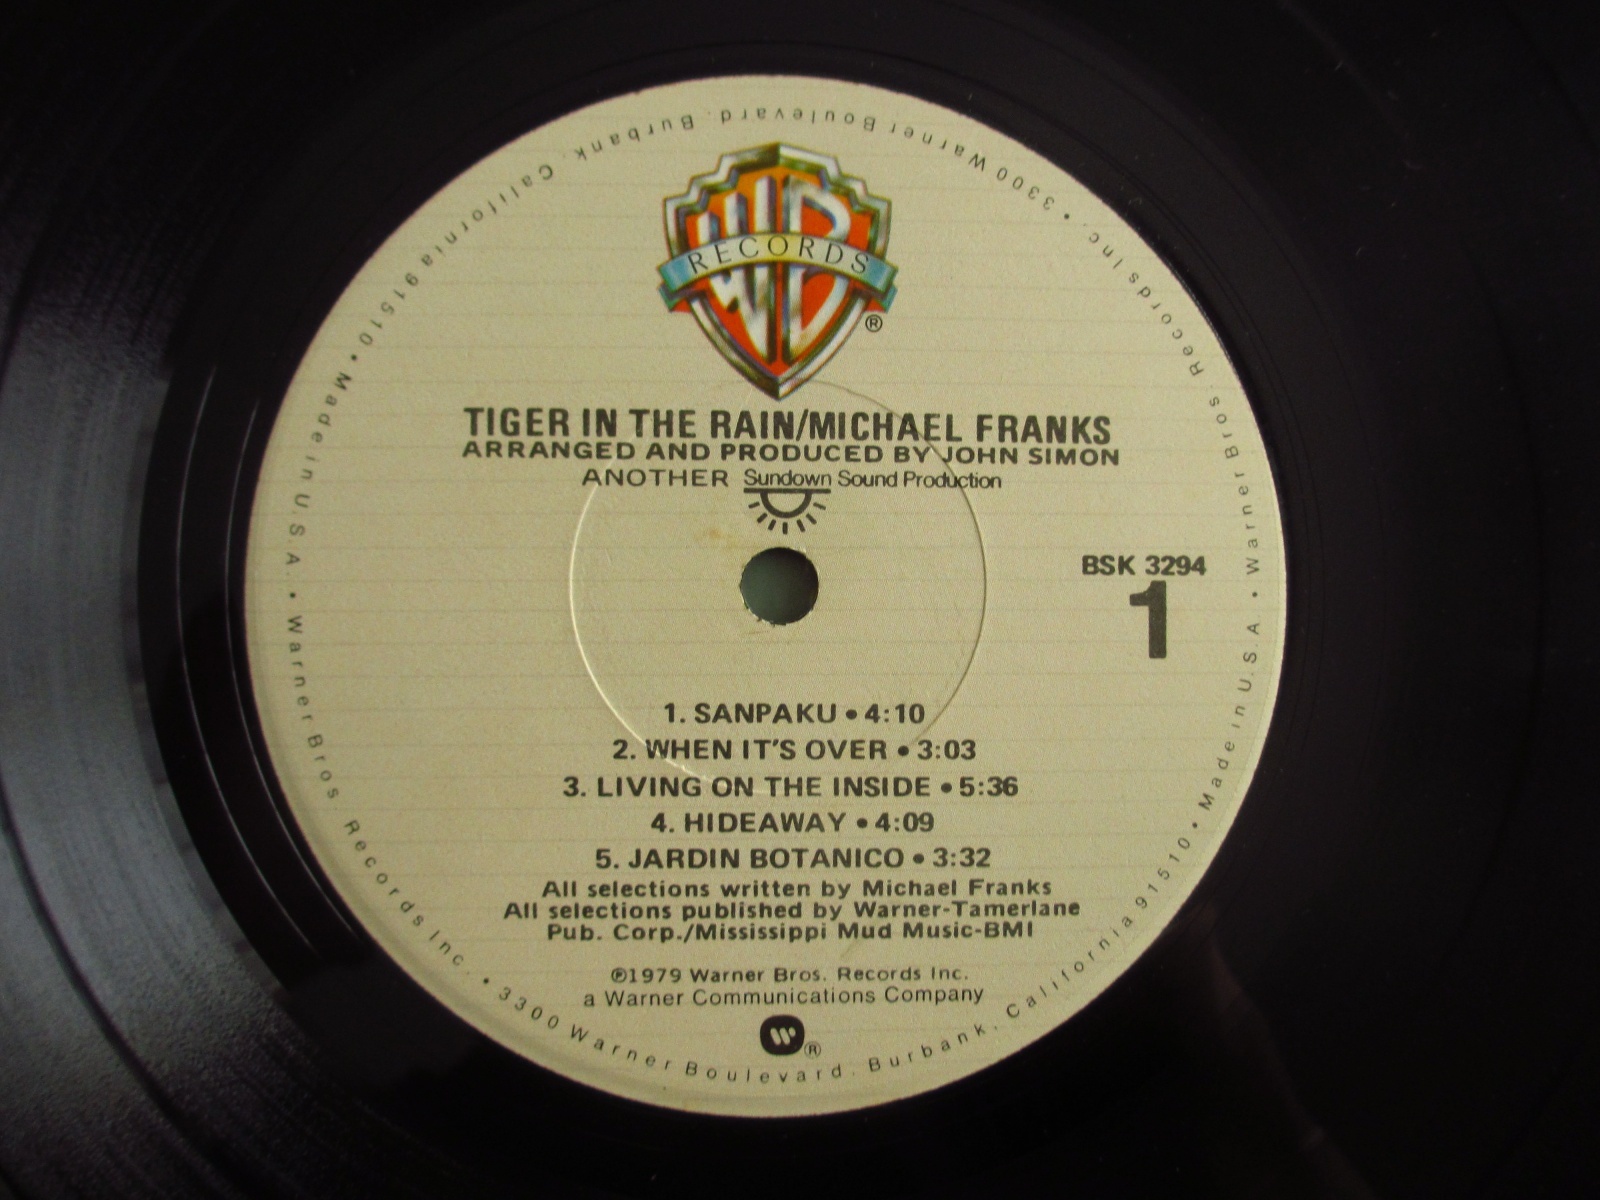 WB
RECORDS
®
TIGER IN THE RAIN/MICHAEL FRANKS
ARRANGED AND PRODUCED BY JOHN SIMON
ANOTHER Sundown Sound Production
BSK 3294
1
1. SANPAKU • 4:10
2. WHEN IT'S OVER • 3:03
3. LIVING ON THE INSIDE • 5:36
4. HIDEAWAY • 4:09
5. JARDIN BOTANICO • 3:32
All selections written by Michael Franks
All selections published by Warner-Tamerlane
Pub. Corp./Mississippi Mud Music-BMI
℗1979 Warner Bros. Records Inc.
a Warner Communications Company
W®
Warner Bros. Records Inc. • 3300 Warner Boulevard. Burbank. California 91510 • Made in U.S.A. • Warner Bros. Records Inc. • 3300 Warner Boulevard. Burbank. California 91510 • Made in U.S.A. •